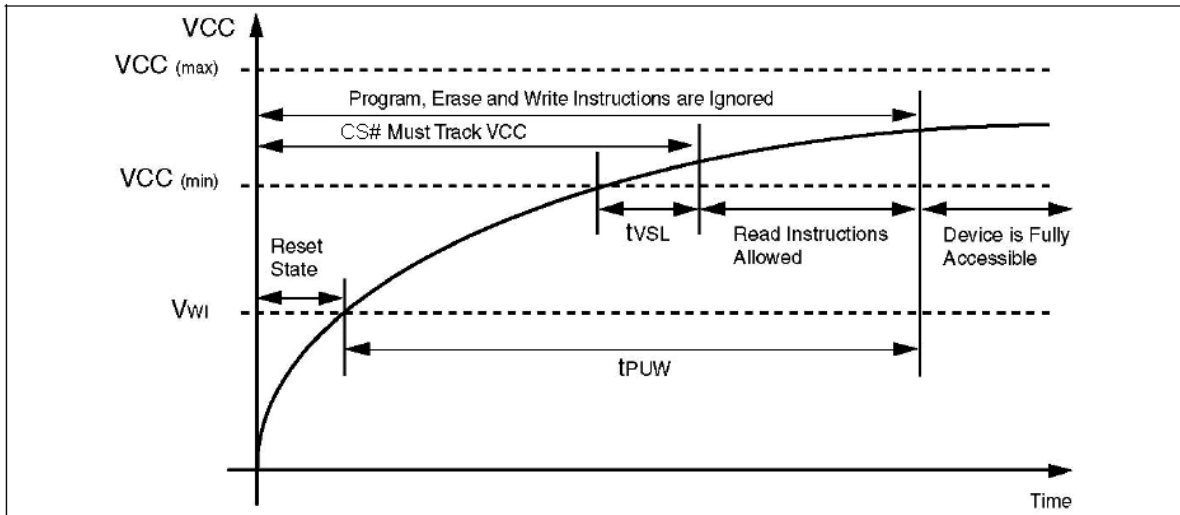 VCC
VCC (max)
Program, Erase and Write Instructions are Ignored
CS# Must Track VCC
VCC (min)
tVSL
Read Instructions
Allowed
Device is Fully
Accessible
Reset
State
VWI
tPUW
Time